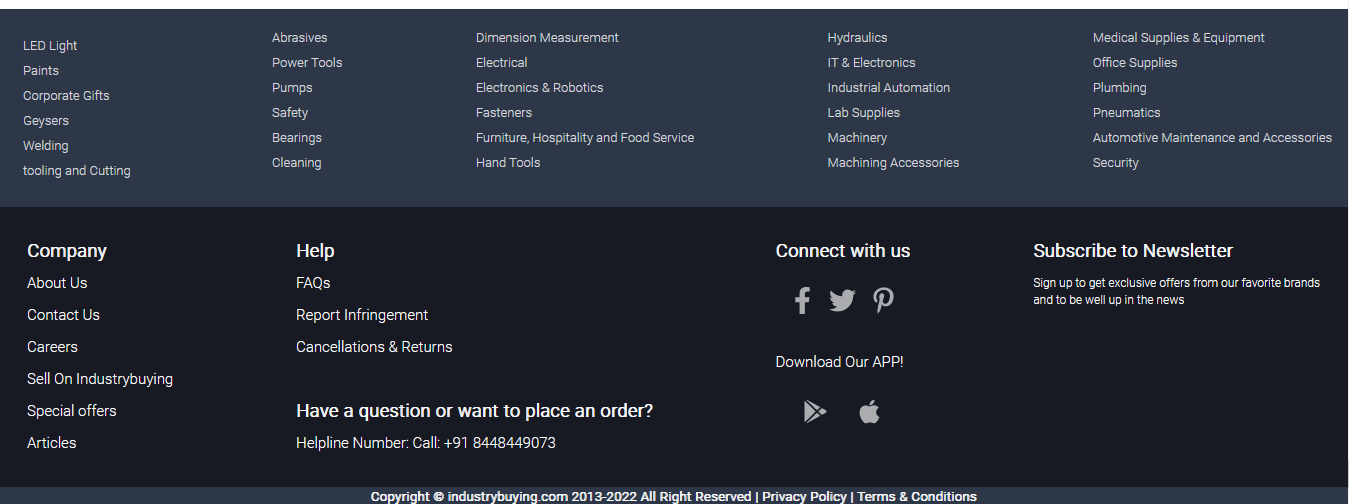 LED Light
Paints
Corporate Gifts
Geysers
Welding
tooling and Cutting
Abrasives
Power Tools
Pumps
Safety
Bearings
Cleaning
Dimension Measurement
Electrical
Electronics & Robotics
Fasteners
Furniture, Hospitality and Food Service
Hand Tools
Hydraulics
IT & Electronics
Industrial Automation
Lab Supplies
Machinery
Machining Accessories
Medical Supplies & Equipment
Office Supplies
Plumbing
Pneumatics
Automotive Maintenance and Accessories
Security
Company
About Us
Contact Us
Careers
Sell On Industrybuying
Special offers
Articles
Help
FAQs
Report Infringement
Cancellations & Returns
Have a question or want to place an order?
Helpline Number: Call: +91 8448449073
Connect with us
Download Our APP!
Subscribe to Newsletter
Sign up to get exclusive offers from our favorite brands
and to be well up in the news
Copyright © industrybuying.com 2013-2022 All Right Reserved | Privacy Policy | Terms & Conditions